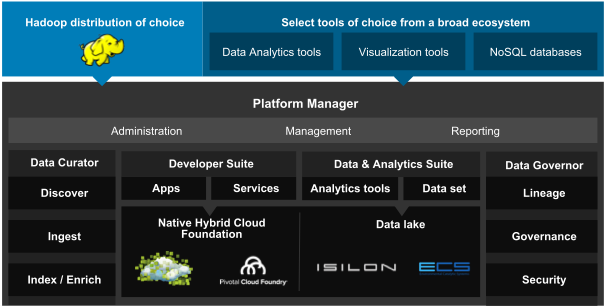 Hadoop distribution of choice
Select tools of choice from a broad ecosystem
Data Analytics tools
Visualization tools
NoSQL databases
Platform Manager
Administration
Management
Reporting
Data Curator
Discover
Ingest
Index / Enrich
Developer Suite
Apps
Services
Native Hybrid Cloud
Foundation
Pivotal Cloud Foundry
Data & Analytics Suite
Analytics tools
Data set
Data lake
ISILON
ECS
Data Governor
Lineage
Governance
Security